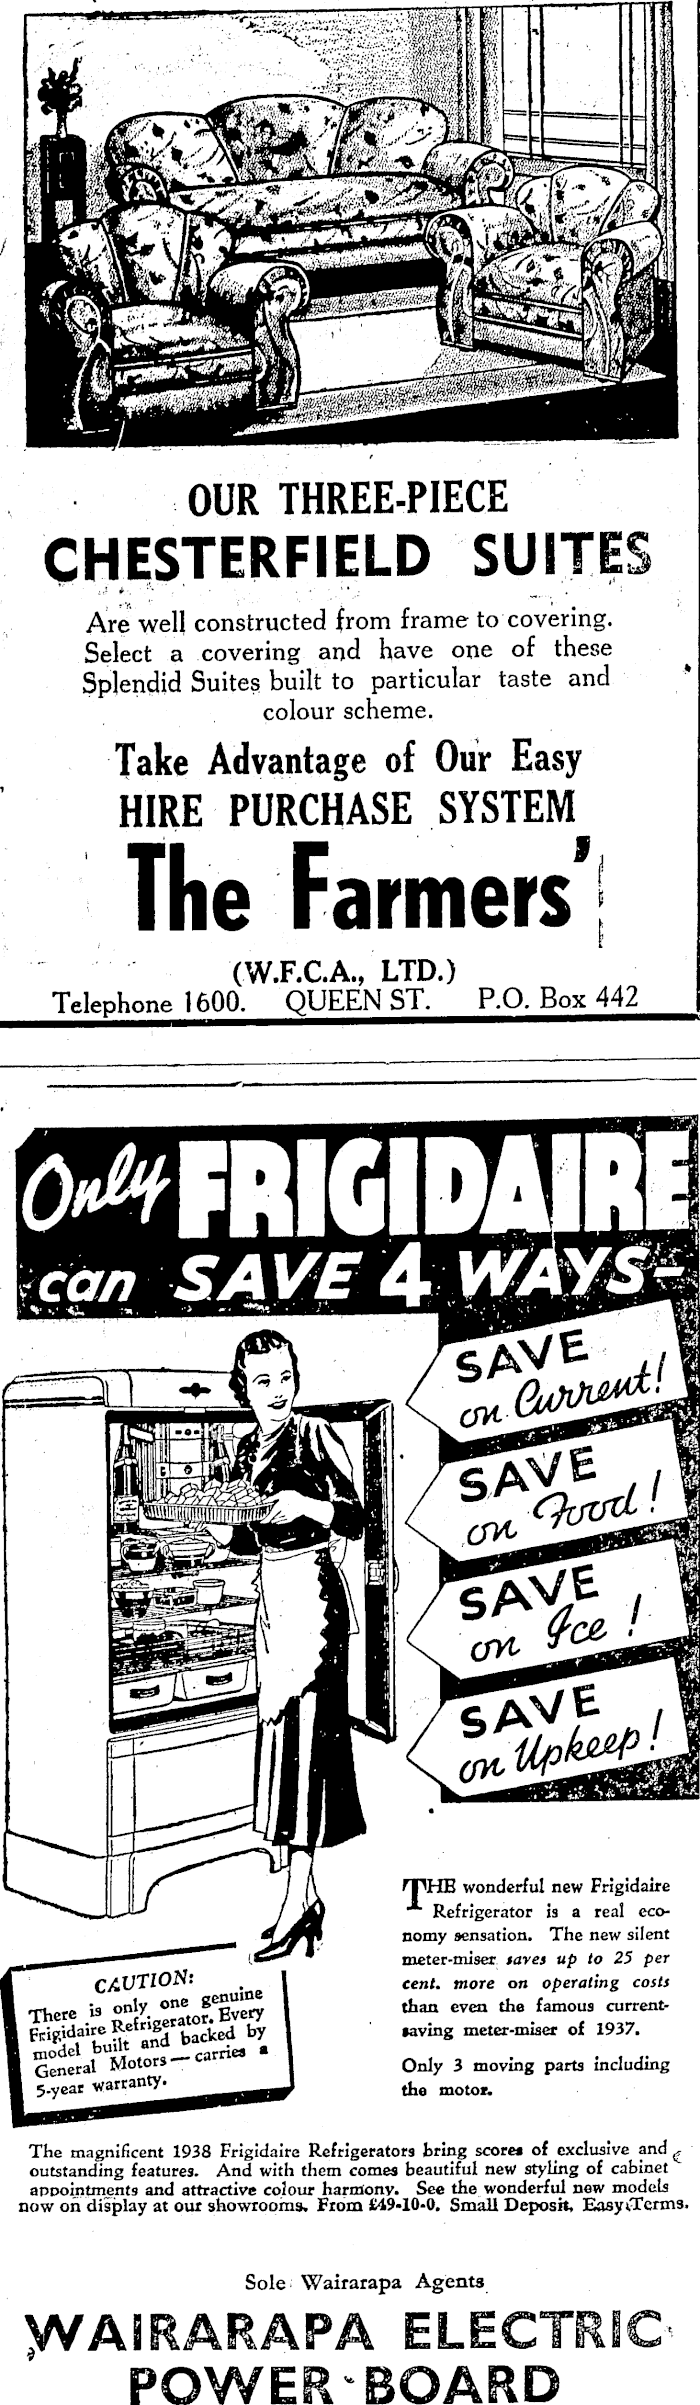 OUR THREE-PIECE
CHESTERFIELD SUITES
Are well constructed from frame to covering.
Select a covering and have one of these
Splendid Suites built to particular taste and
colour scheme.
Take Advantage of Our Easy
HIRE PURCHASE SYSTEM
The Farmers'
(W.F.C.A., LTD.)
Telephone 1600. QUEEN ST. P.O. Box 442
Only FRIGIDAIRE
can SAVE 4 WAYS—
SAVE
on Current!
SAVE
on Food!
SAVE
on Ice!
SAVE
on Upkeep!
THE wonderful new Frigidaire
Refrigerator is a real eco-
nomy sensation. The new silent
meter-miser saves up to 25 per
cent. more on operating costs
than even the famous current-
saving meter-miser of 1937.
Only 3 moving parts including
the motor.
CAUTION:
There is only one genuine
Frigidaire Refrigerator. Every
model built and backed by
General Motors — carries a
5-year warranty.
The magnificent 1938 Frigidaire Refrigerators bring scores of exclusive and
outstanding features. And with them comes beautiful new styling of cabinet
appointments and attractive colour harmony. See the wonderful new models
now on display at our showrooms. From £49-10-0. Small Deposit, Easy Terms.
Sole Wairarapa Agents
WAIRARAPA ELECTRIC
POWER BOARD